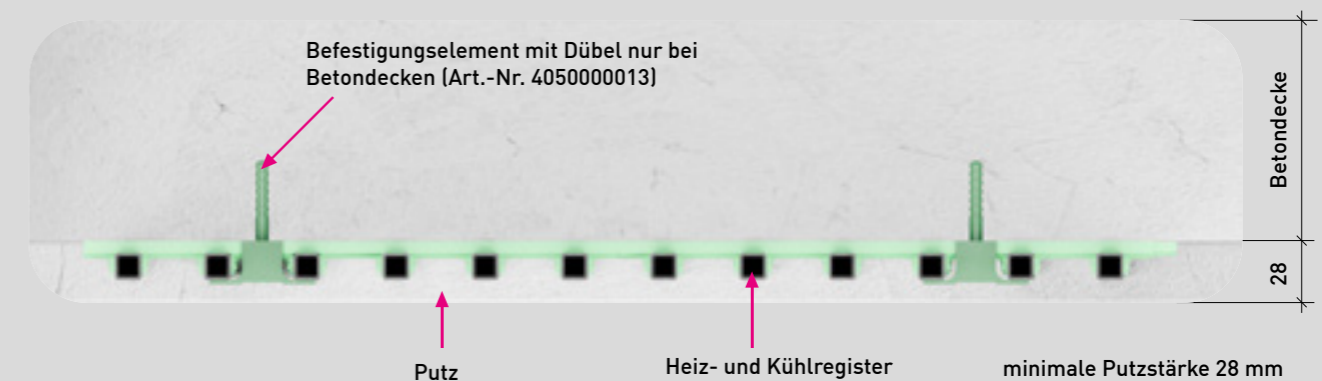 Befestigungselement mit Dübel nur bei
Betondecken (Art.-Nr. 4050000013)
Betondecke
28
Putz
Heiz- und Kühlregister
minimale Putzstärke 28 mm